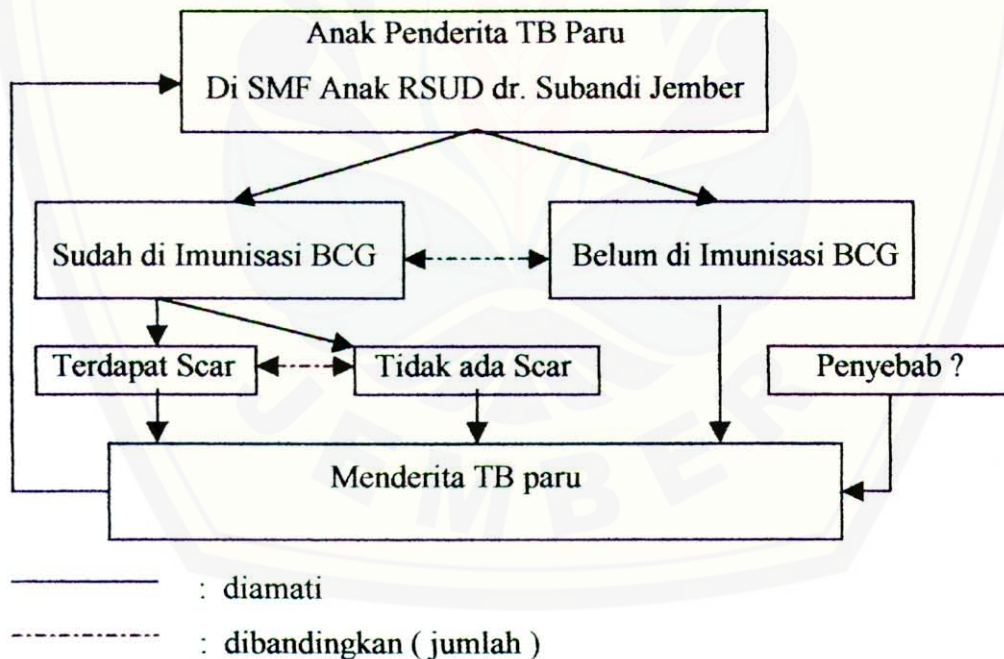 Anak Penderita TB Paru
Di SMF Anak RSUD dr. Subandi Jember
Sudah di Imunisasi BCG
Belum di Imunisasi BCG
Terdapat Scar
Tidak ada Scar
Penyebab ?
Menderita TB paru
JEMBER
: diamati
: dibandingkan ( jumlah )